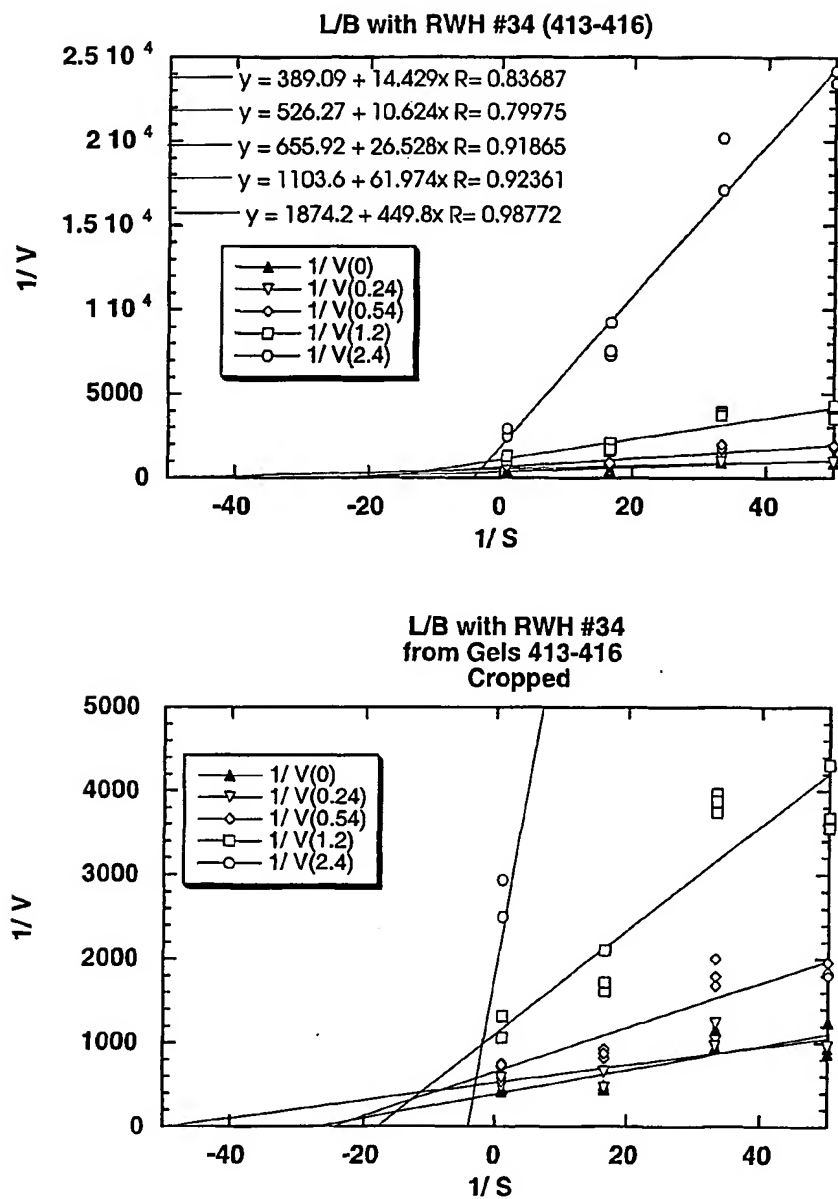 L/B with RWH #34 (413-416)
2.5 10 4
y = 389.09 + 14.429x R= 0.83687
y = 526.27 + 10.624x R= 0.79975
2 10 4
y = 655.92 + 26.528x R= 0.91865
y = 1103.6 + 61.974x R= 0.92361
1.5 10 4
y = 1874.2 + 449.8x R= 0.98772
1/ V
1/ V(0)
1/ V(0.24)
1 10 4
1/ V(0.54)
1/ V(1.2)
1/ V(2.4)
5000
0
-40 -20 0 20 40
1/ S
L/B with RWH #34
from Gels 413-416
Cropped
5000
1/ V(0)
4000
1/ V(0.24)
1/ V(0.54)
1/ V(1.2)
1/ V(2.4)
3000
1/ V
2000
1000
0
-40 -20 0 20 40
1/ S